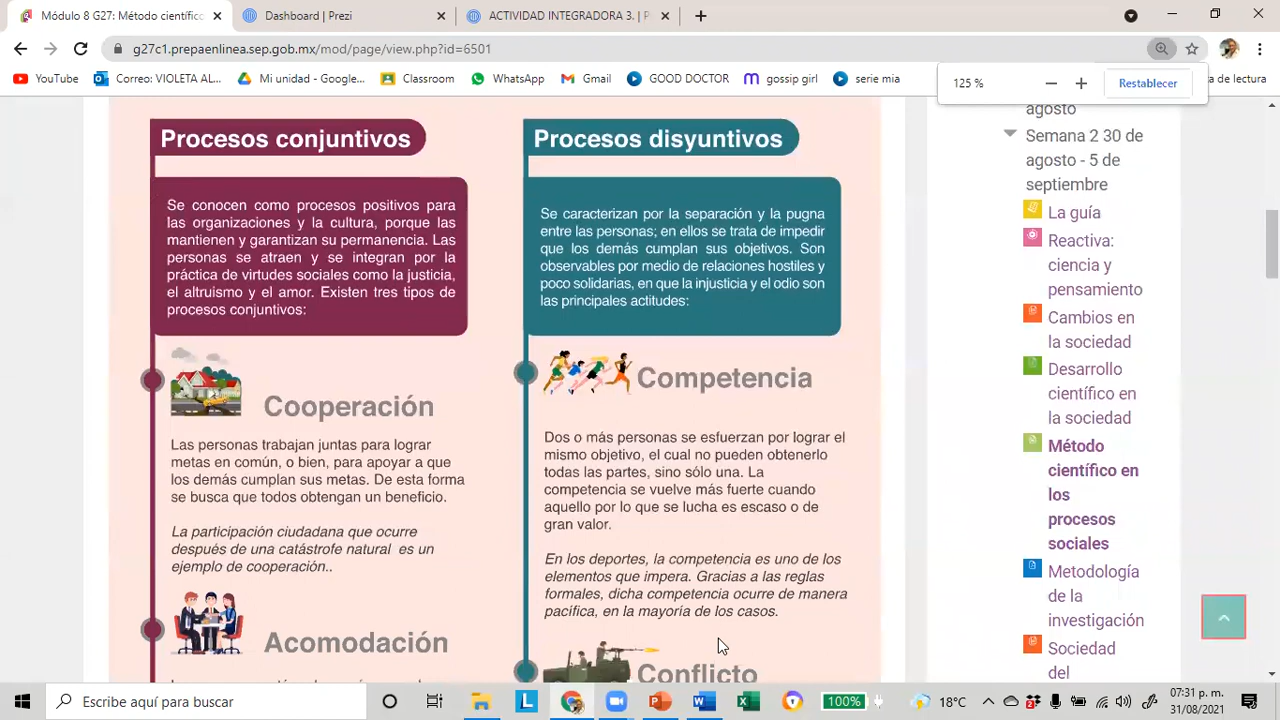 Módulo 8 G27: Método científico
Dashboard | Prezi
ACTIVIDAD INTEGRADORA 3. | P
g27c1.prepaenlinea.sep.gob.mx/mod/page/view.php?id=6501
YouTube
Correo: VIOLETA AL...
Mi unidad - Google...
Classroom
WhatsApp
Gmail
GOOD DOCTOR
gossip girl
serie mia
da de lectura
125 %
Restablecer
Procesos conjuntivos
Se conocen como procesos positivos para
las organizaciones y la cultura, porque las
mantienen y garantizan su permanencia. Las
personas se atraen y se integran por la
práctica de virtudes sociales como la justicia,
el altruismo y el amor. Existen tres tipos de
procesos conjuntivos:
Cooperación
Las personas trabajan juntas para lograr
metas en común, o bien, para apoyar a que
los demás cumplan sus metas. De esta forma
se busca que todos obtengan un beneficio.
La participación ciudadana que ocurre
después de una catástrofe natural es un
ejemplo de cooperación..
Acomodación
Procesos disyuntivos
Se caracterizan por la separación y la pugna
entre las personas; en ellos se trata de impedir
que los demás cumplan sus objetivos. Son
observables por medio de relaciones hostiles y
poco solidarias, en que la injusticia y el odio son
las principales actitudes:
Competencia
Dos o más personas se esfuerzan por lograr el
mismo objetivo, el cual no pueden obtenerlo
todas las partes, sino sólo una. La
competencia se vuelve más fuerte cuando
aquello por lo que se lucha es escaso o de
gran valor.
En los deportes, la competencia es uno de los
elementos que impera. Gracias a las reglas
formales, dicha competencia ocurre de manera
pacífica, en la mayoría de los casos.
Conflicto
agosto
Semana 2 30 de
agosto - 5 de
septiembre
La guía
Reactiva:
ciencia y
pensamiento
Cambios en
la sociedad
Desarrollo
científico en
la sociedad
Método
científico en
los
procesos
sociales
Metodología
de la
investigación
Sociedad
del
Escribe aquí para buscar
100%
18°C
07:31 p. m.
31/08/2021